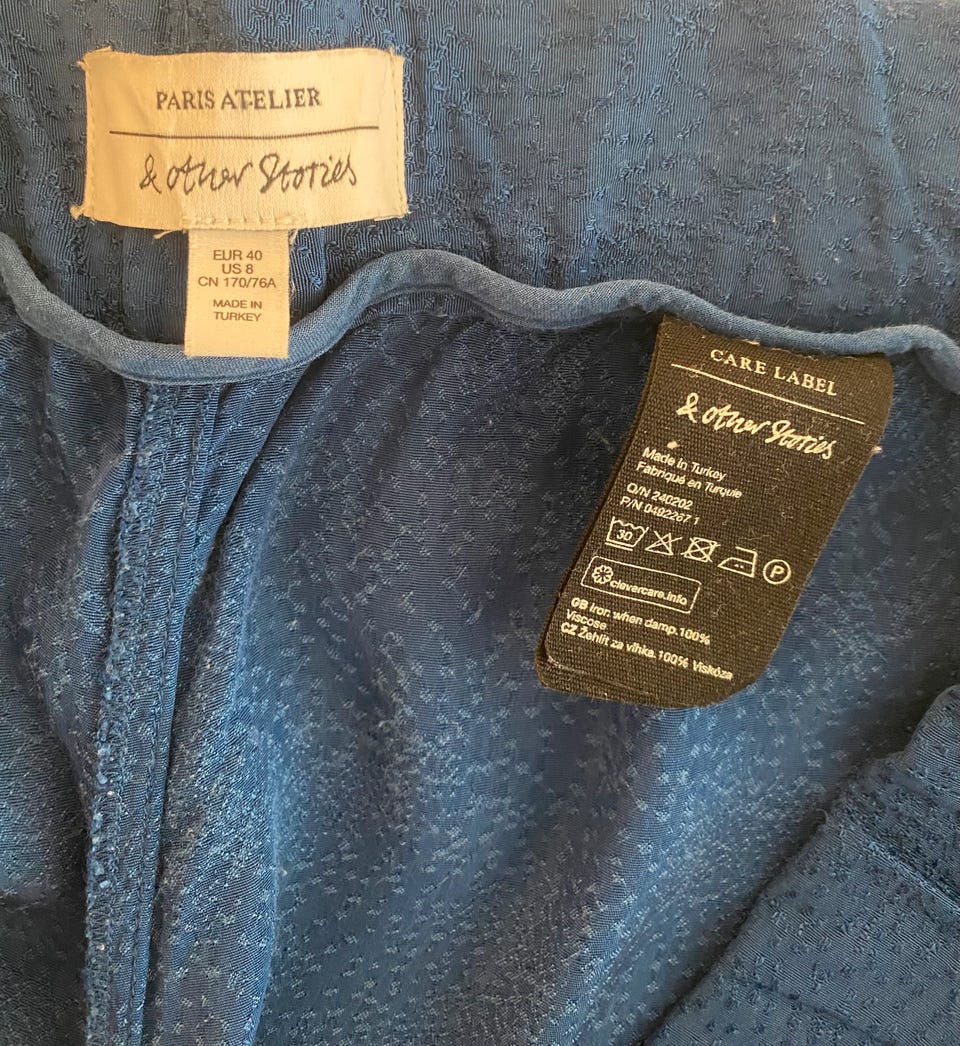 PARIS ATELIER
& other Stories
EUR 40
US 8
CN 170/76A
MADE IN
TURKEY
CARE LABEL
& other Stories
Made in Turkey
Fabriqué en Turquie
O/N 240202
P/N 0492267 1
30 P
clevercare.info
GB Iron. when damp.100%
Viscose
CZ Žehlit za vlhka.100% Viskóza